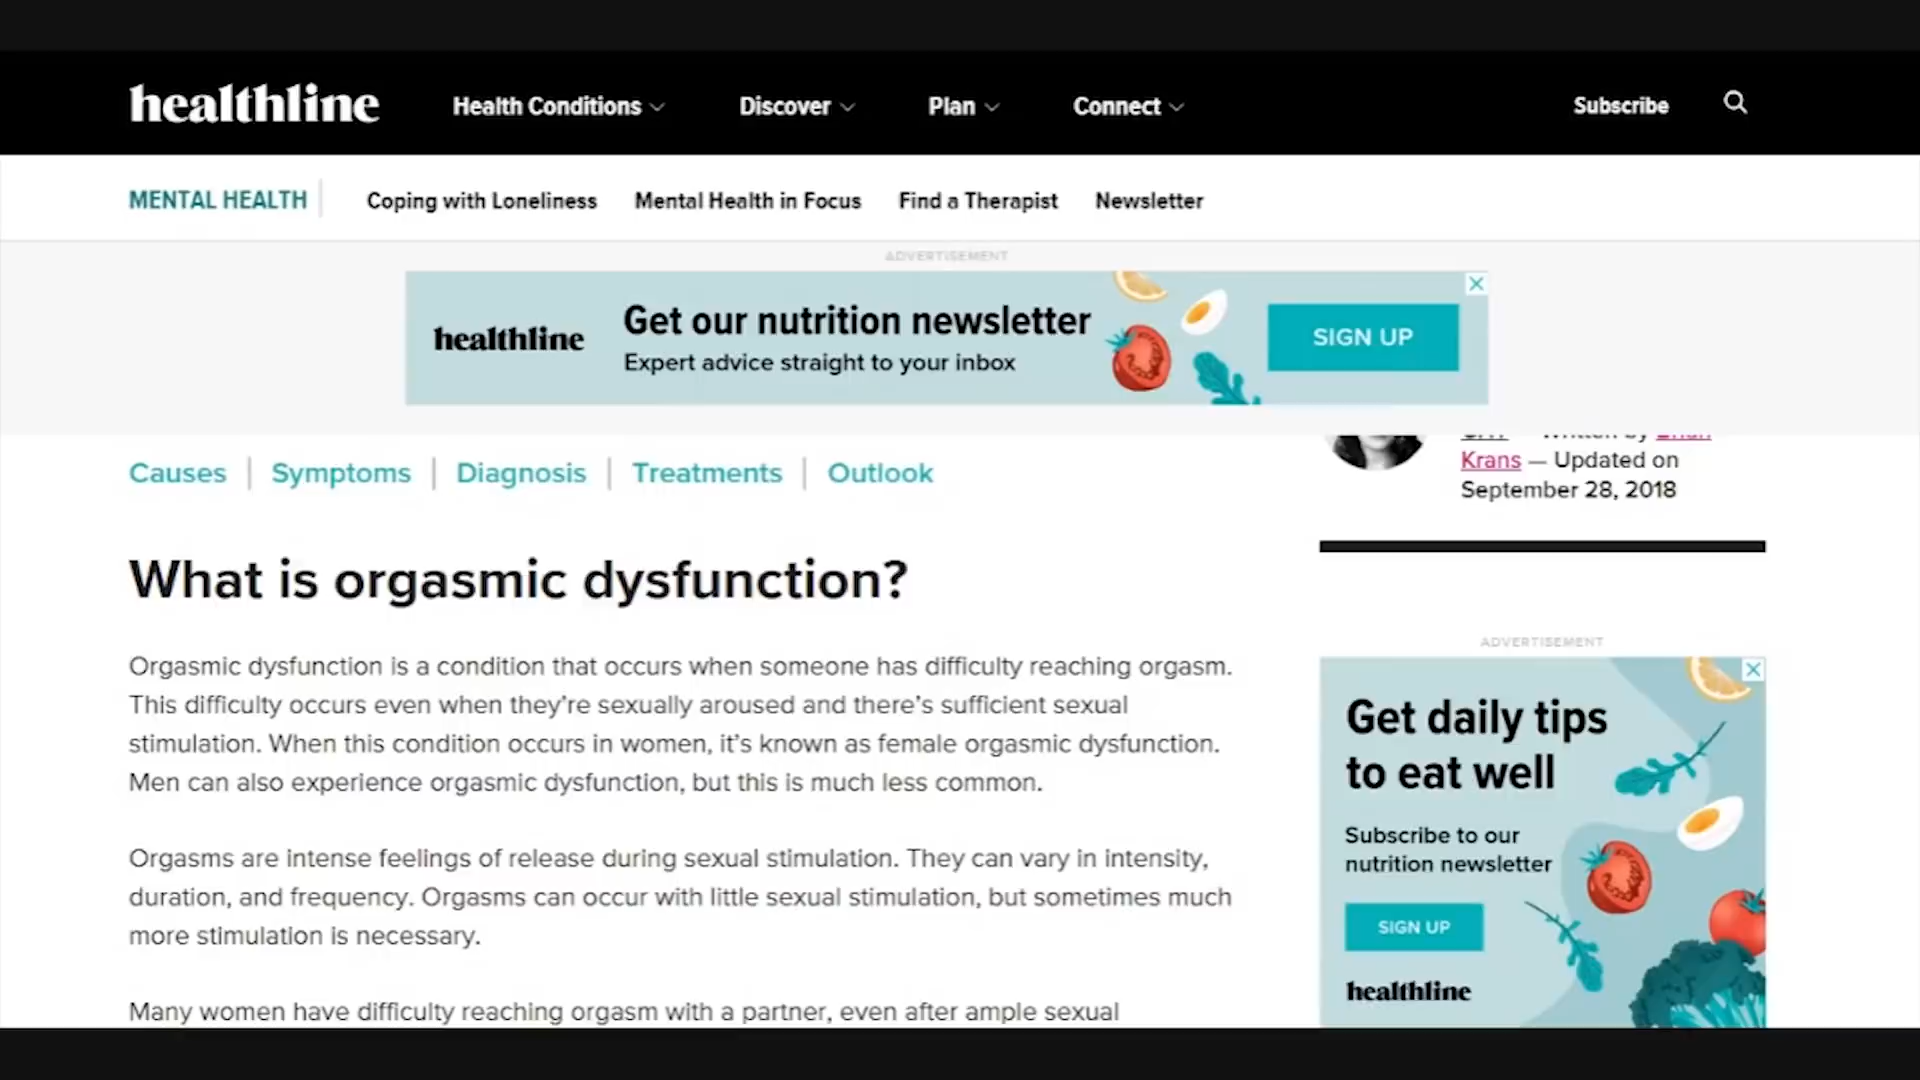 healthline Health Conditions Discover Plan Connect Subscribe
MENTAL HEALTH Coping with Loneliness Mental Health in Focus Find a Therapist Newsletter
ADVERTISEMENT
healthline
Get our nutrition newsletter
Expert advice straight to your inbox
SIGN UP
Causes | Symptoms | Diagnosis | Treatments | Outlook
What is orgasmic dysfunction?
Orgasmic dysfunction is a condition that occurs when someone has difficulty reaching orgasm.
This difficulty occurs even when they're sexually aroused and there's sufficient sexual
stimulation. When this condition occurs in women, it's known as female orgasmic dysfunction.
Men can also experience orgasmic dysfunction, but this is much less common.
Orgasms are intense feelings of release during sexual stimulation. They can vary in intensity,
duration, and frequency. Orgasms can occur with little sexual stimulation, but sometimes much
more stimulation is necessary.
Many women have difficulty reaching orgasm with a partner, even after ample sexual
Krans — Updated on
September 28, 2018
ADVERTISEMENT
Get daily tips
to eat well
Subscribe to our
nutrition newsletter
SIGN UP
healthline